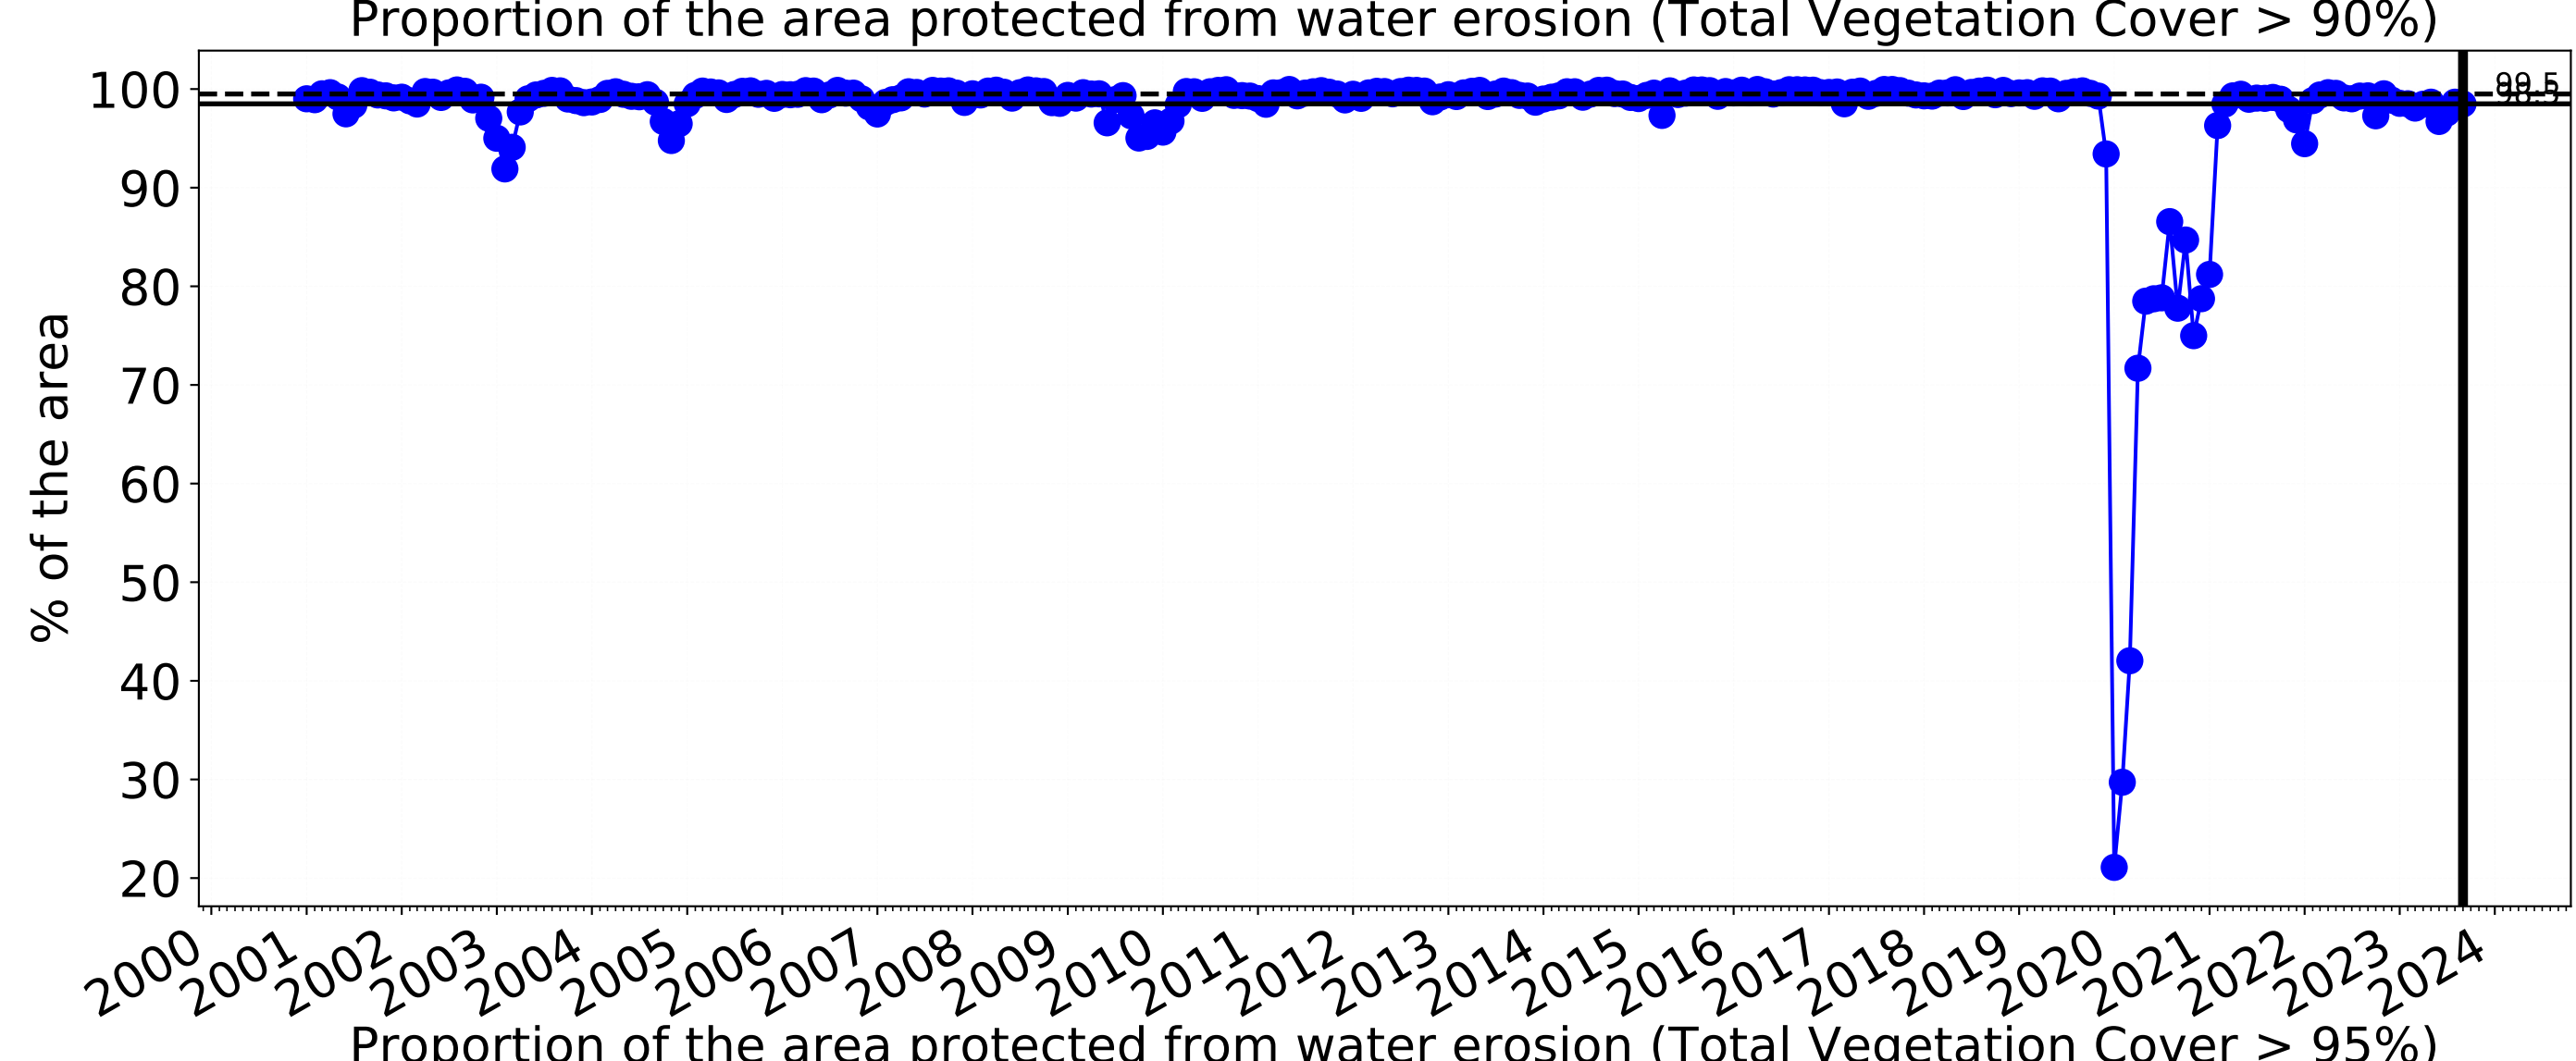 Proportion of the area protected from water erosion (Total Vegetation Cover > 90%)
% of the area
100
90
80
70
60
50
40
30
20
99.5
98.5
2000 2001 2002 2003 2004 2005 2006 2007 2008 2009 2010 2011 2012 2013 2014 2015 2016 2017 2018 2019 2020 2021 2022 2023 2024
Proportion of the area protected from water erosion (Total Vegetation Cover > 95%)